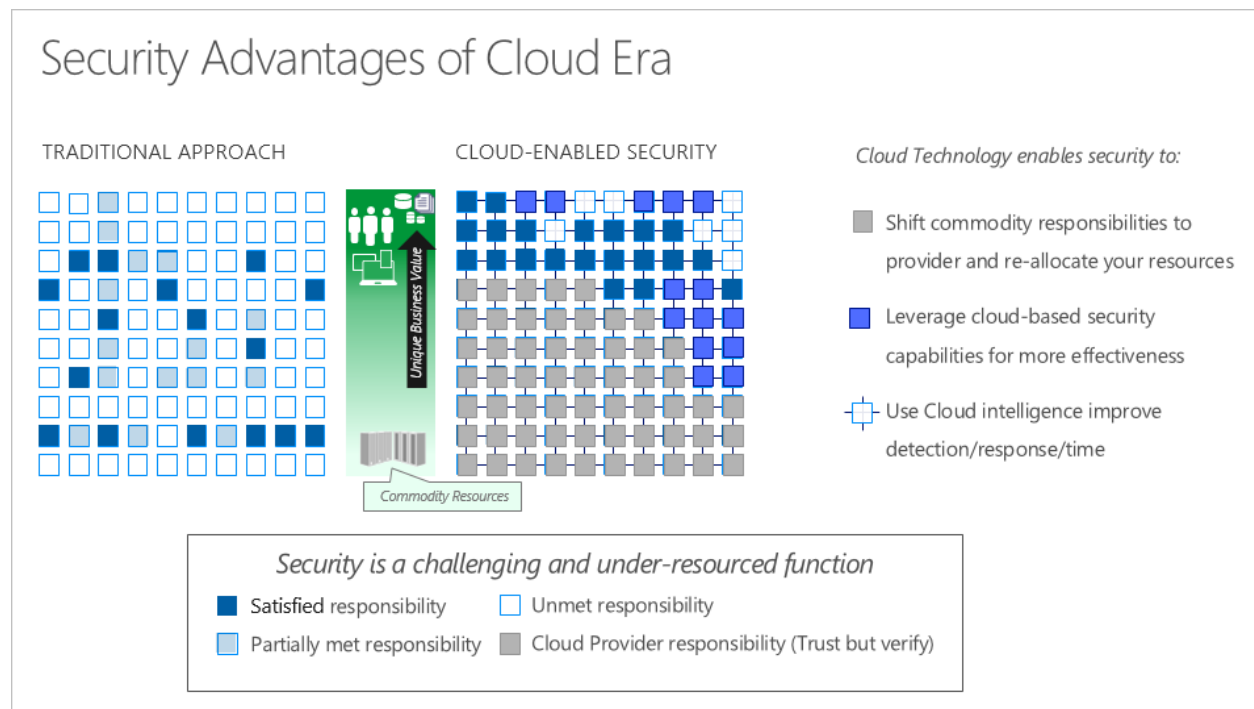 Security Advantages of Cloud Era
TRADITIONAL APPROACH
Unique Business Value
Commodity Resources
CLOUD-ENABLED SECURITY
Cloud Technology enables security to:
Shift commodity responsibilities to
provider and re-allocate your resources
Leverage cloud-based security
capabilities for more effectiveness
Use Cloud intelligence improve
detection/response/time
Security is a challenging and under-resourced function
Satisfied responsibility
Unmet responsibility
Partially met responsibility
Cloud Provider responsibility (Trust but verify)